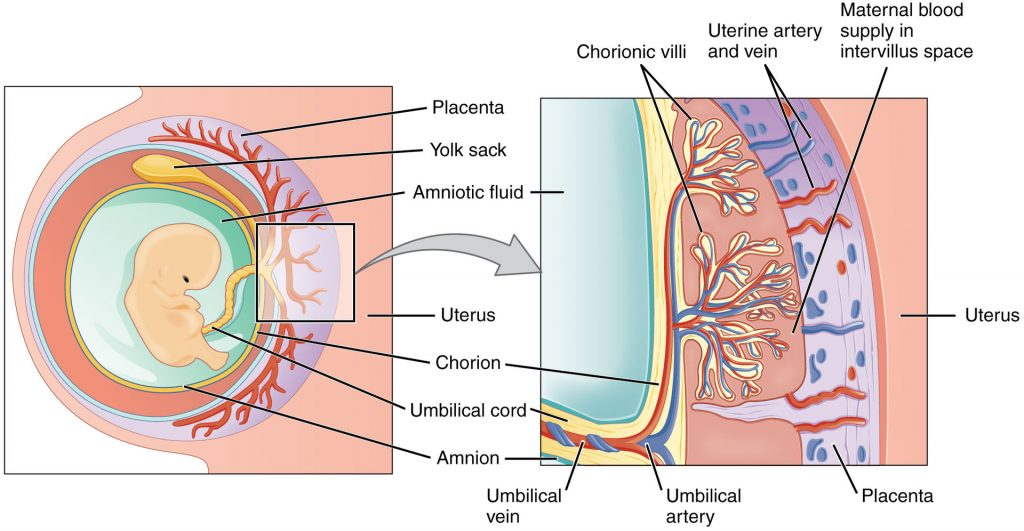 Maternal blood
supply in
intervillus space
Uterine artery
and vein
Chorionic villi
Placenta
Yolk sack
Amniotic fluid
Uterus
Uterus
Chorion
Umbilical cord
Amnion
Umbilical
vein
Umbilical
artery
Placenta